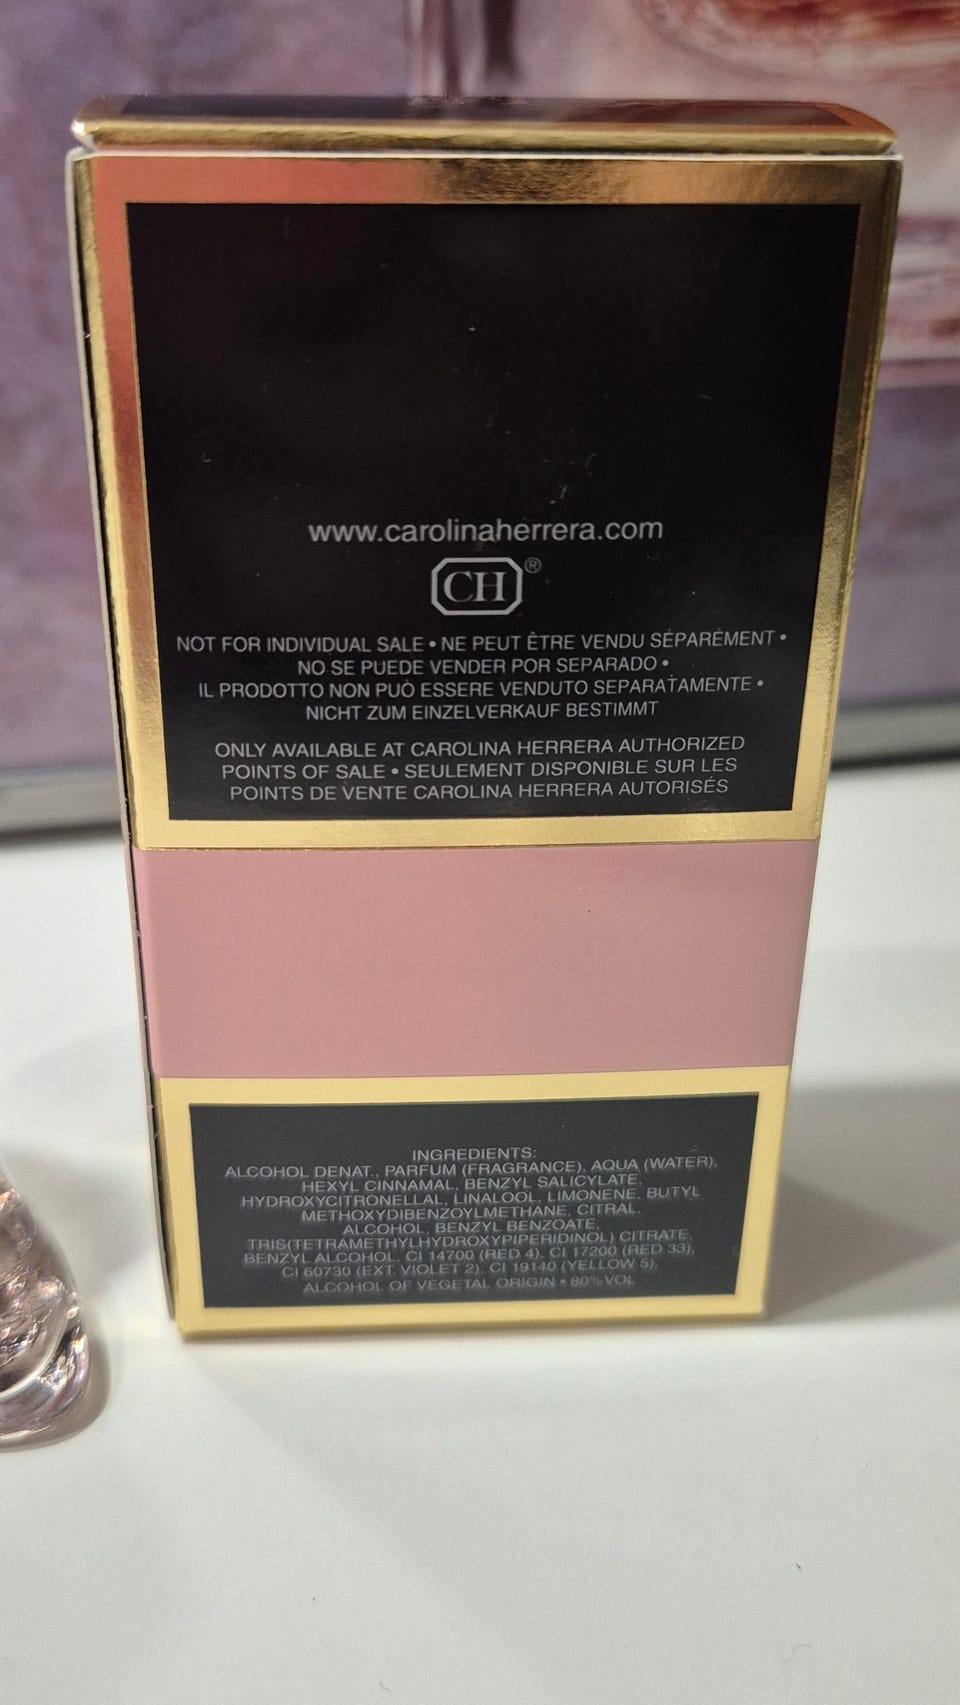 www.carolinaherrera.com
CH®
NOT FOR INDIVIDUAL SALE • NE PEUT ÊTRE VENDU SÉPARÉMENT •
NO SE PUEDE VENDER POR SEPARADO •
IL PRODOTTO NON PUÒ ESSERE VENDUTO SEPARATAMENTE •
NICHT ZUM EINZELVERKAUF BESTIMMT
ONLY AVAILABLE AT CAROLINA HERRERA AUTHORIZED
POINTS OF SALE • SEULEMENT DISPONIBLE SUR LES
POINTS DE VENTE CAROLINA HERRERA AUTORISÉS
INGREDIENTS:
ALCOHOL DENAT., PARFUM (FRAGRANCE), AQUA (WATER),
HEXYL CINNAMAL, BENZYL SALICYLATE,
HYDROXYCITRONELLAL, LINALOOL, LIMONENE, BUTYL
METHOXYDIBENZOYLMETHANE, CITRAL,
ALCOHOL, BENZYL BENZOATE,
TRIS(TETRAMETHYLHYDROXYPIPERIDINOL) CITRATE,
BENZYL ALCOHOL, CI 14700 (RED 4), CI 17200 (RED 33),
CI 60730 (EXT. VIOLET 2), CI 19140 (YELLOW 5).
ALCOHOL OF VEGETAL ORIGIN • 80%VOL